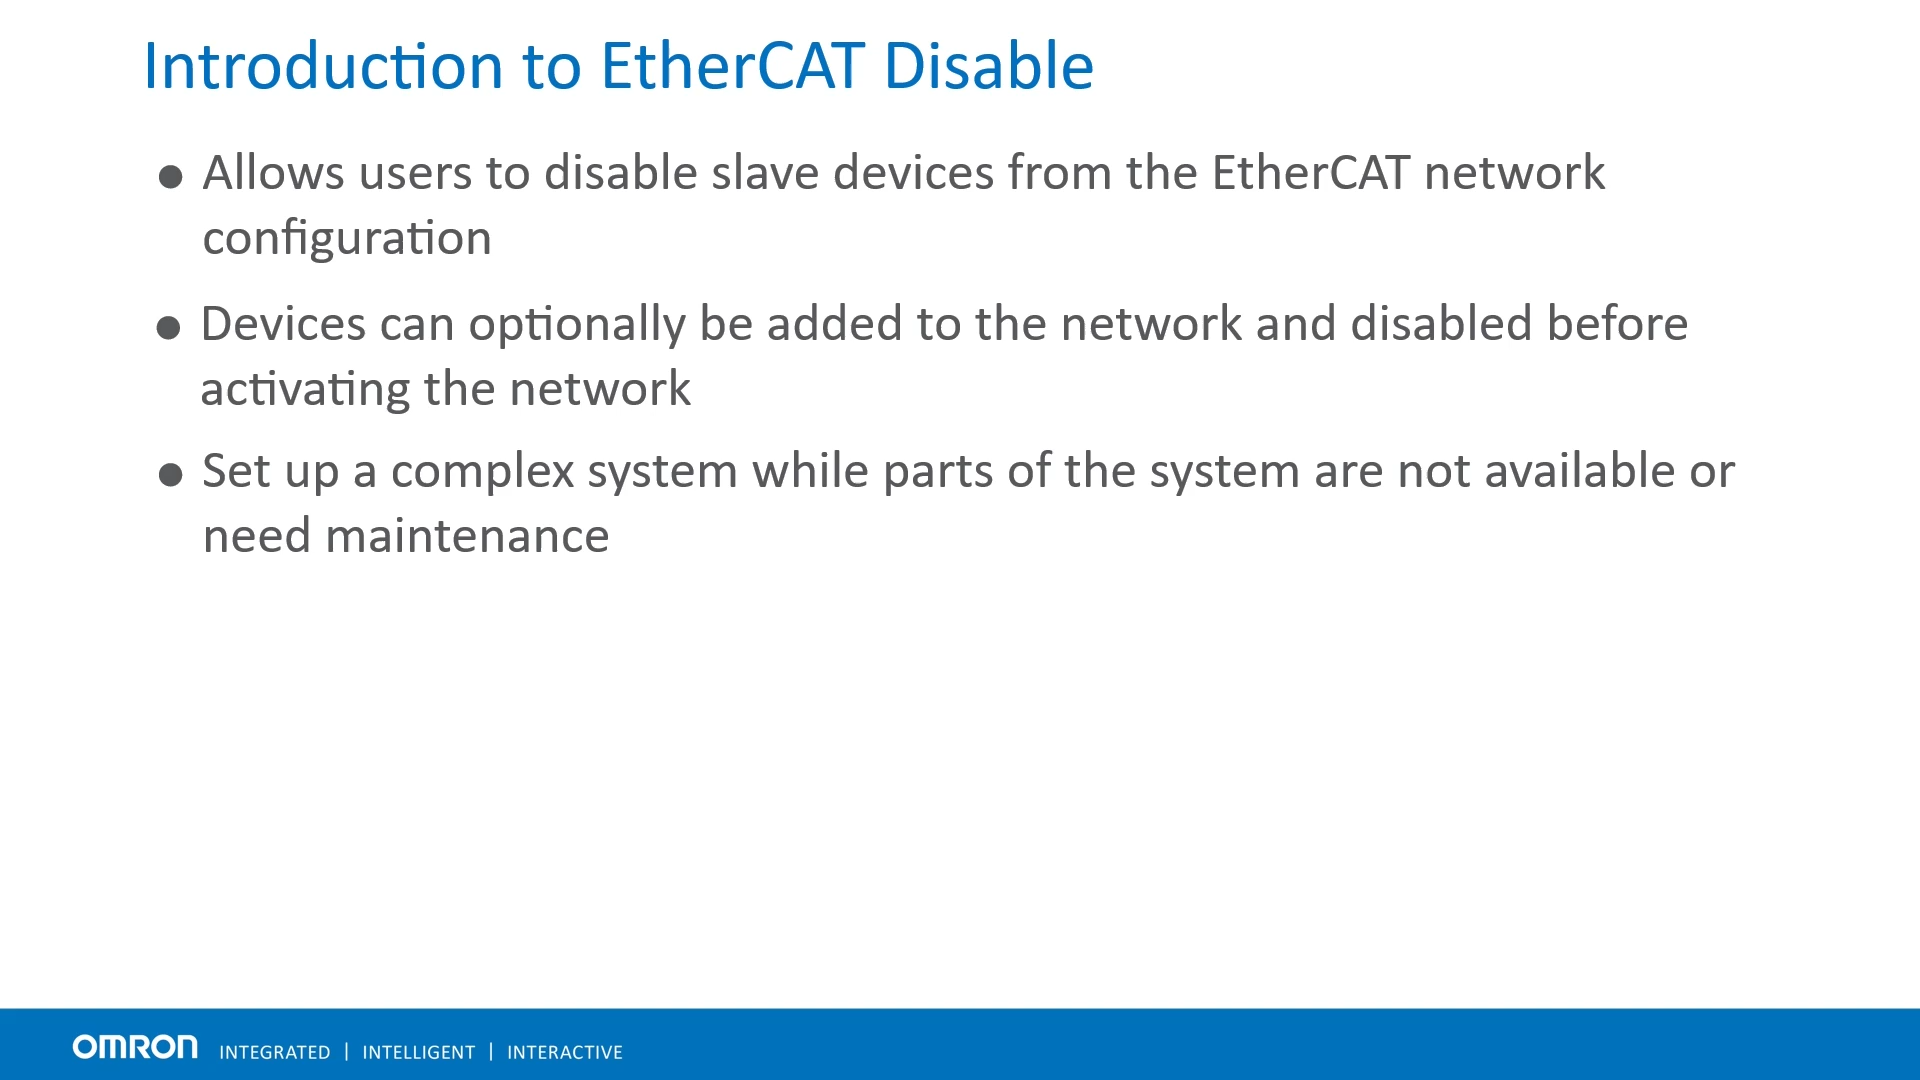 Introduction to EtherCAT Disable
● Allows users to disable slave devices from the EtherCAT network
configuration
● Devices can optionally be added to the network and disabled before
activating the network
● Set up a complex system while parts of the system are not available or
need maintenance
OMRON INTEGRATED | INTELLIGENT | INTERACTIVE